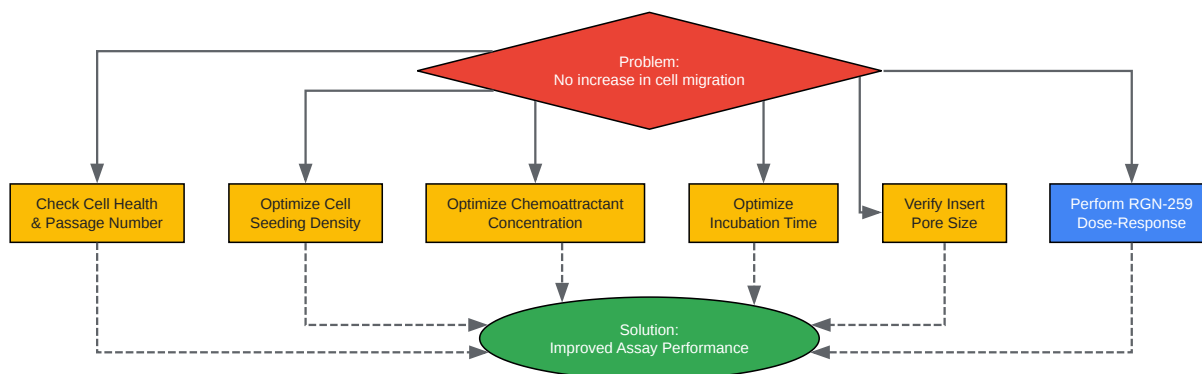 Problem:
No increase in cell migration
Check Cell Health
& Passage Number
Optimize Cell
Seeding Density
Optimize Chemoattractant
Concentration
Optimize
Incubation Time
Verify Insert
Pore Size
Perform RGN-259
Dose-Response
Solution:
Improved Assay Performance